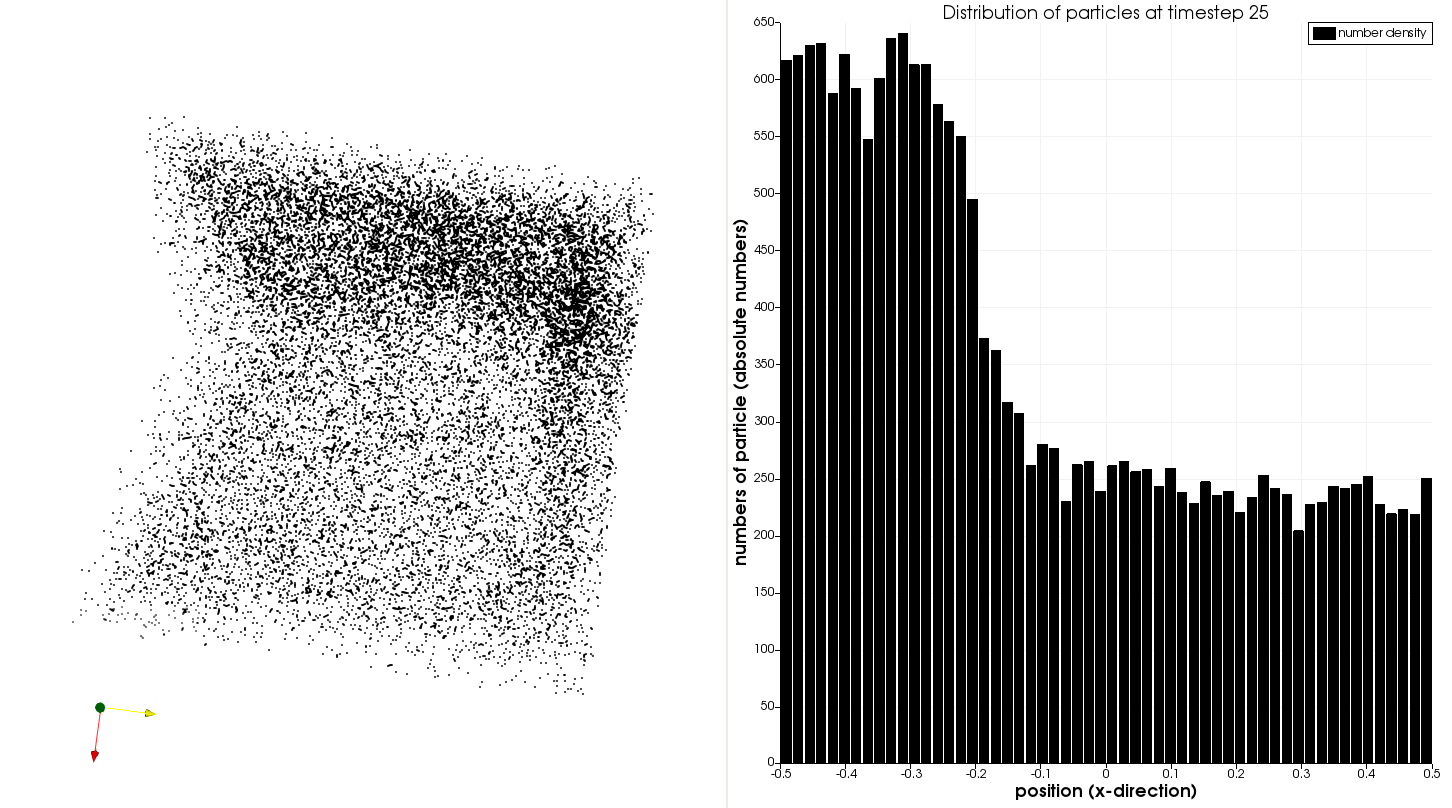 Distribution of particles at timestep 25
number density
650
600
550
500
450
400
350
300
250
200
150
100
50
0
numbers of particle (absolute numbers)
-0.5 -0.4 -0.3 -0.2 -0.1 0 0.1 0.2 0.3 0.4 0.5
position (x-direction)